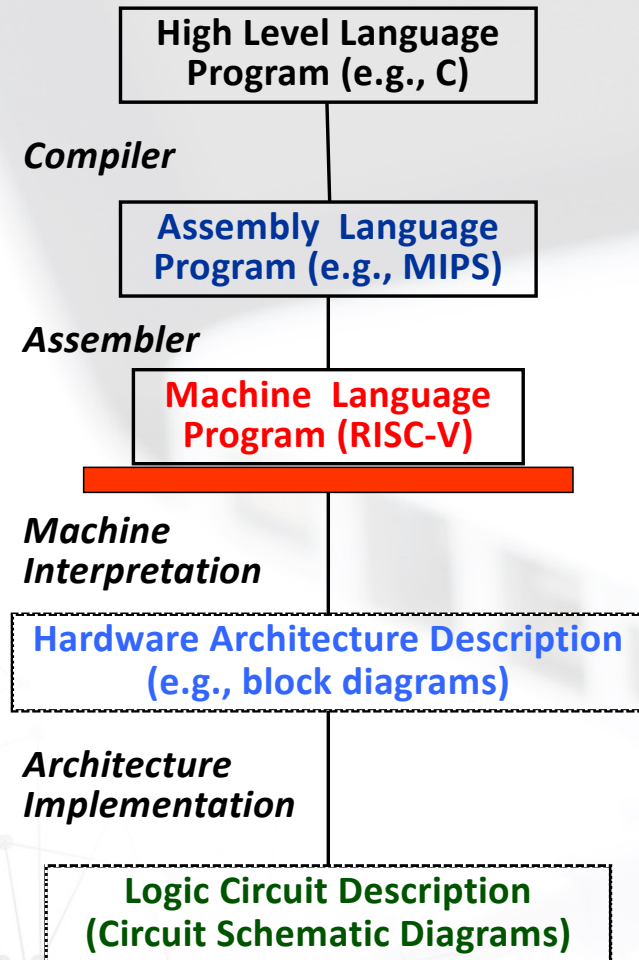 High Level Language
Program (e.g., C)
Compiler
Assembly Language
Program (e.g., MIPS)
Assembler
Machine Language
Program (RISC-V)
Machine
Interpretation
Hardware Architecture Description
(e.g., block diagrams)
Architecture
Implementation
Logic Circuit Description
(Circuit Schematic Diagrams)